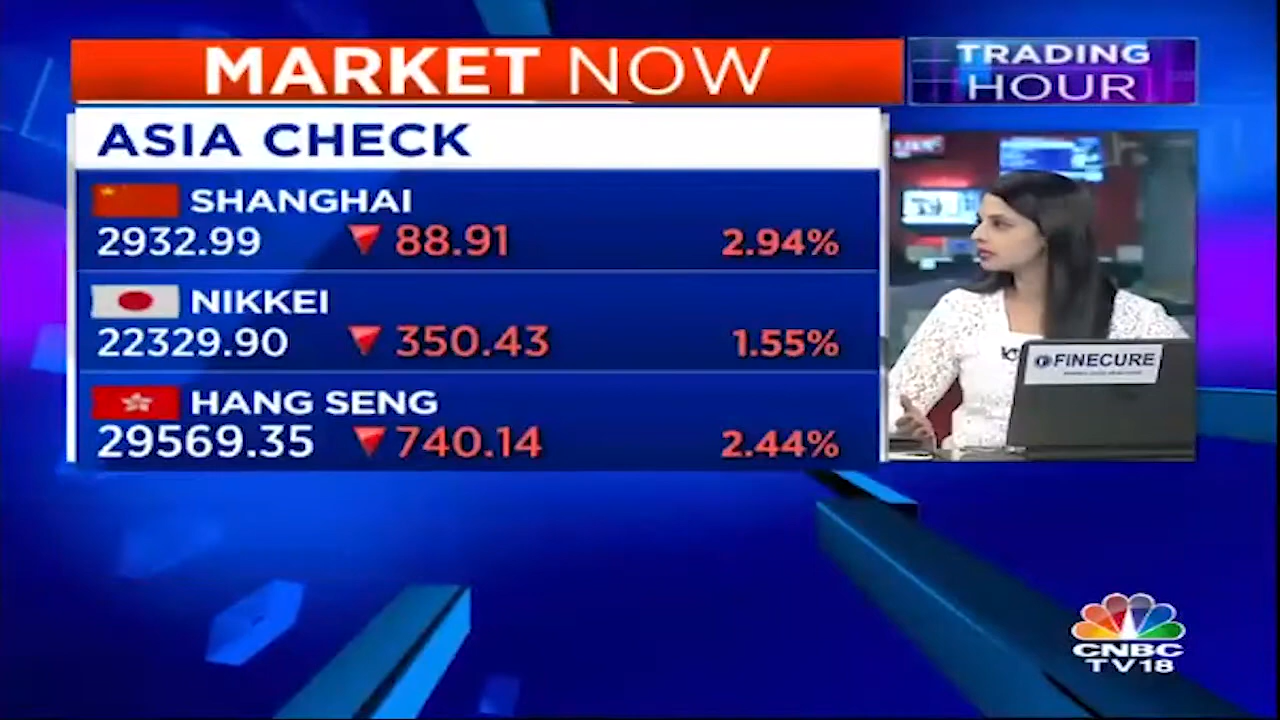 MARKET NOW
TRADING
HOUR
ASIA CHECK
SHANGHAI
2932.99 ▼ 88.91 2.94%
NIKKEI
22329.90 ▼ 350.43 1.55%
HANG SENG
29569.35 ▼ 740.14 2.44%
FINECURE
CNBC
TV18